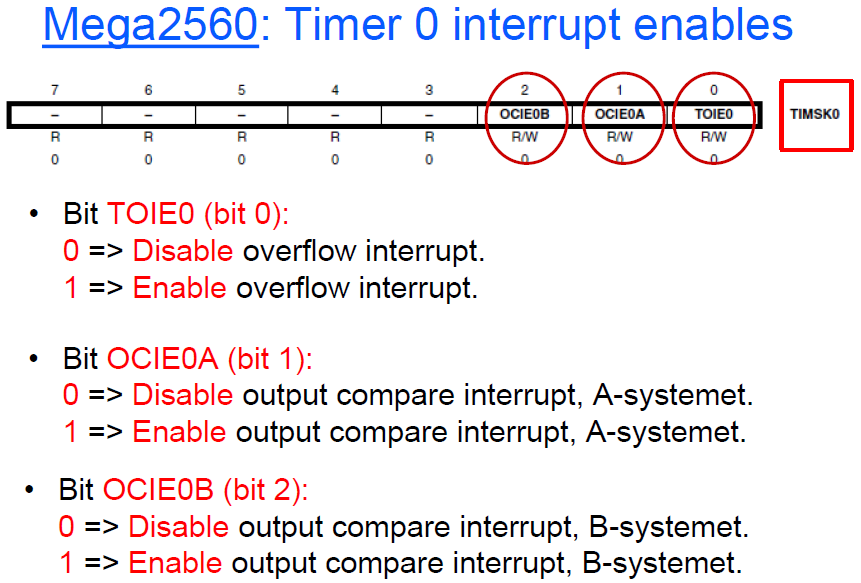 Mega2560: Timer 0 interrupt enables
7 6 5 4 3 2 1 0
– – – – – OCIE0B OCIE0A TOIE0 TIMSK0
R R R R R R/W R/W R/W
0 0 0 0 0 0 0 0
• Bit TOIE0 (bit 0):
0 => Disable overflow interrupt.
1 => Enable overflow interrupt.
• Bit OCIE0A (bit 1):
0 => Disable output compare interrupt, A-systemet.
1 => Enable output compare interrupt, A-systemet.
• Bit OCIE0B (bit 2):
0 => Disable output compare interrupt, B-systemet.
1 => Enable output compare interrupt, B-systemet.